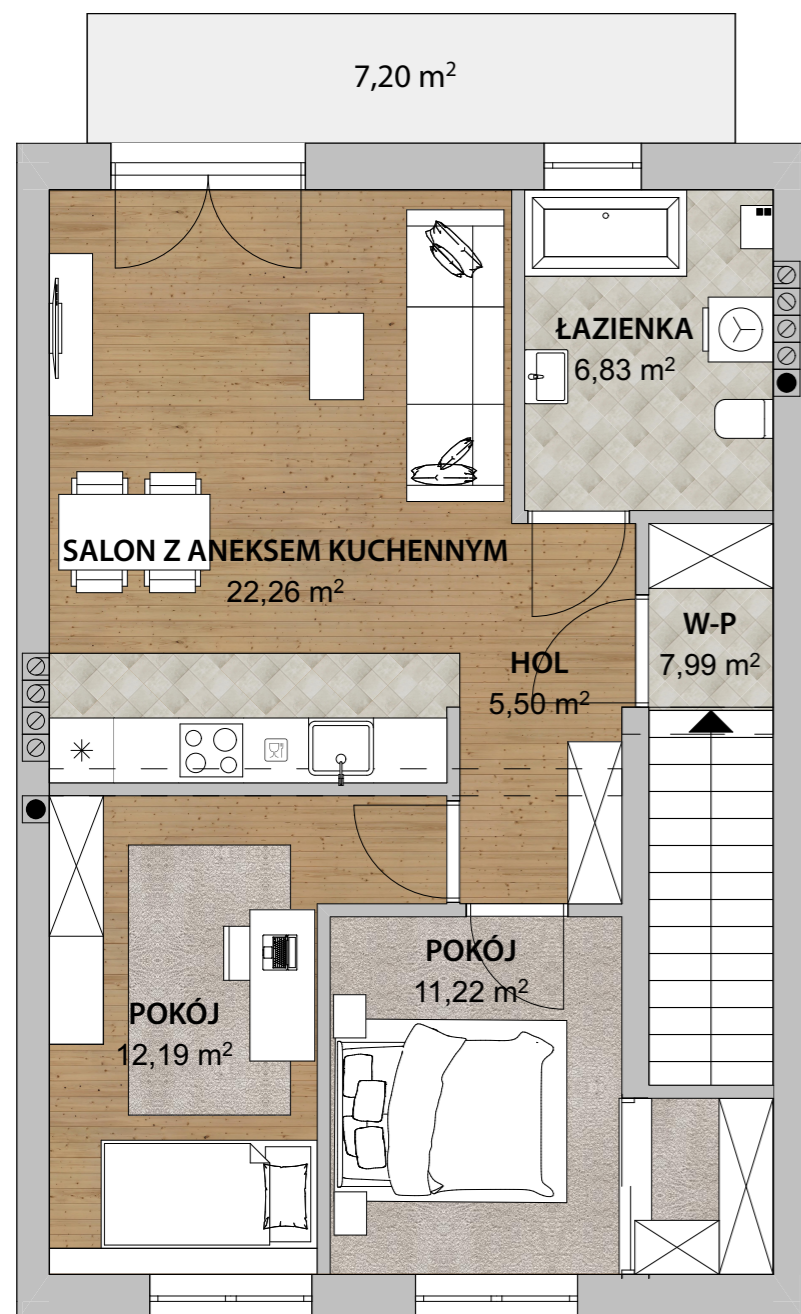 7,20 m²
ŁAZIENKA
6,83 m²
SALON Z ANEKSEM KUCHENNYM
22,26 m²
W-P
7,99 m²
HOL
5,50 m²
POKÓJ
11,22 m²
POKÓJ
12,19 m²